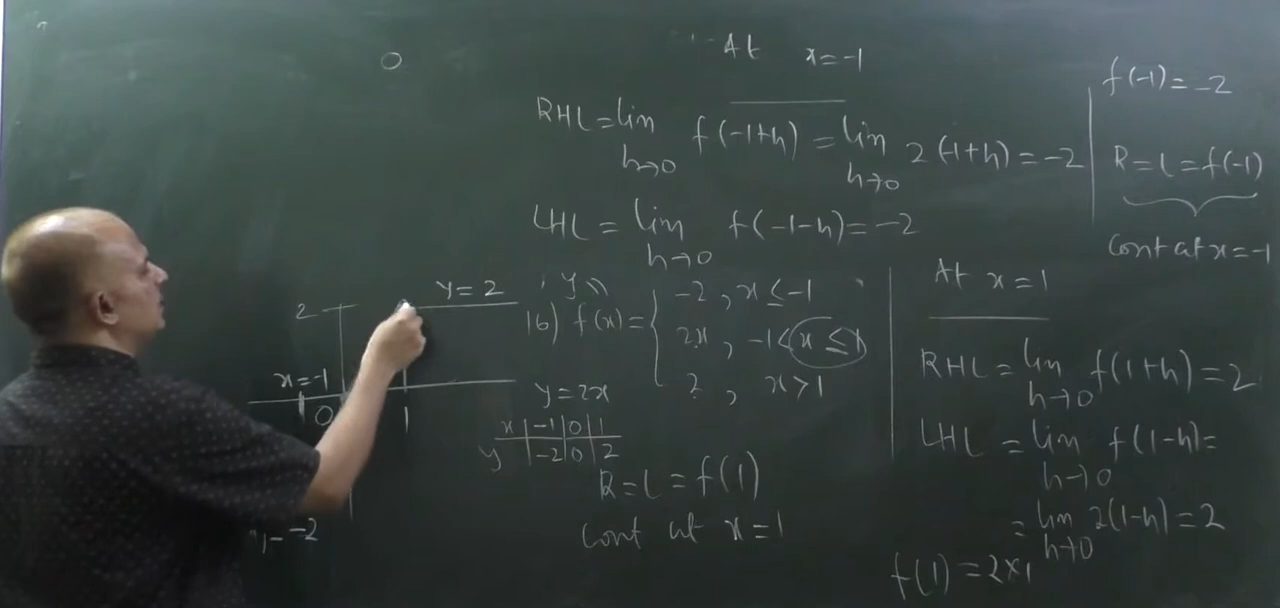 At x=-1
RHL = lim h→0 f(-1+h) = lim h→0 2(-1+h) = -2
LHL = lim h→0 f(-1-h) = -2
f(-1) = -2
R = L = f(-1)
Cont at x = -1
16) f(x) = { -2 , x ≤ -1
2x , -1 < x ≤ 1
2 , x > 1
At x = 1
RHL = lim h→0 f(1+h) = 2
LHL = lim h→0 f(1-h) =
= lim h→0 2(1-h) = 2
f(1) = 2×1
R = L = f(1)
Cont at x = 1
y = 2x
x | -1 | 0 | 1
y | -2 | 0 | 2
y = 2
2
x = -1
0
1
-2